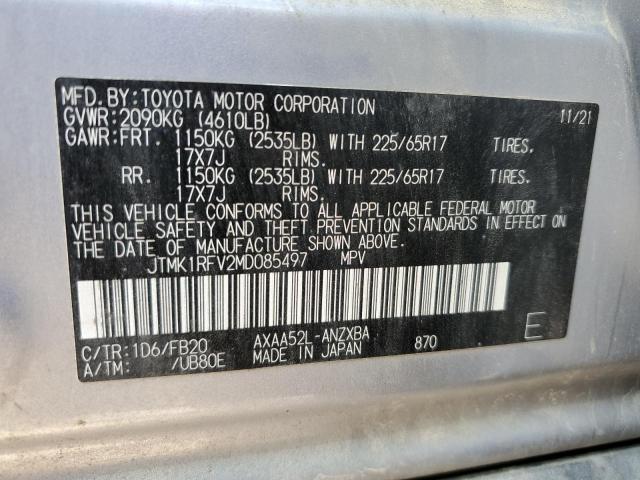 MFD.BY:TOYOTA MOTOR CORPORATION 11/21
GVWR:2090KG (4610LB)
GAWR:FRT. 1150KG (2535LB) WITH 225/65R17 TIRES.
17X7J RIMS.
RR. 1150KG (2535LB) WITH 225/65R17 TIRES.
17X7J RIMS.
THIS VEHICLE CONFORMS TO ALL APPLICABLE FEDERAL MOTOR
VEHICLE SAFETY AND THEFT PREVENTION STANDARDS IN EFFECT ON
THE DATE OF MANUFACTURE SHOWN ABOVE.
JTMK1RFV2MD085497 MPV
C/TR:1D6/FB20 AXAA52L-ANZXBA 870 E
A/TM: /UB80E MADE IN JAPAN